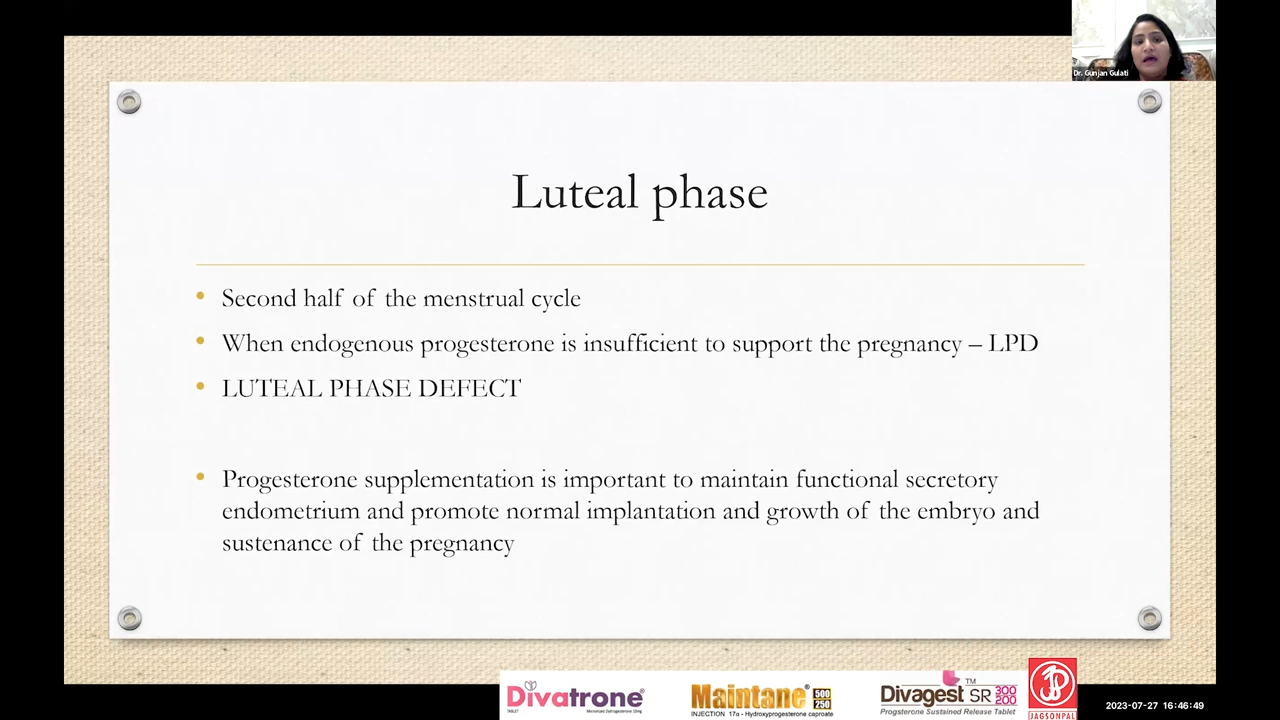 Dr. Gunjan Gulati
Luteal phase
• Second half of the menstrual cycle
• When endogenous progesterone is insufficient to support the pregnancy – LPD
• LUTEAL PHASE DEFECT
• Progesterone supplementation is important to maintain functional secretory
endometrium and promote normal implantation and growth of the embryo and
sustenance of the pregnancy
Divatrone®
TABLET
Maintane® 500 250
INJECTION 17α - Hydroxyprogesterone caproate
Divagest SR 300 200 TM
Progesterone Sustained Release Tablet
JAGSONPAL
2023-07-27 16:46:49